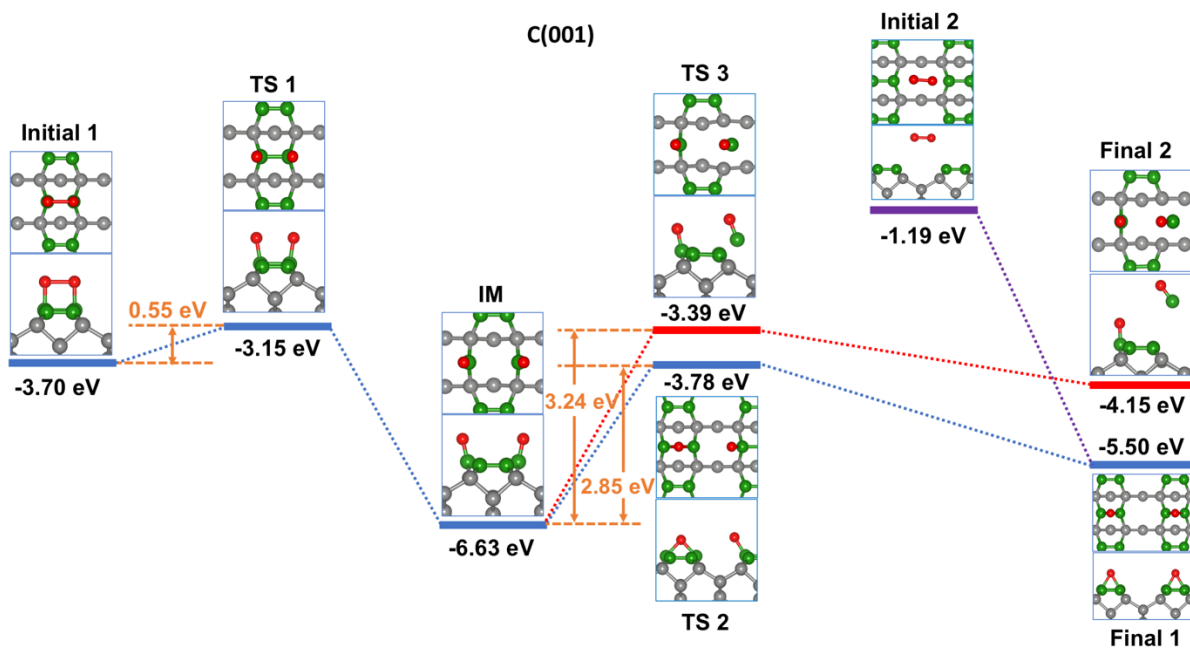 C(001)
Initial 1
0.55 eV
-3.70 eV
TS 1
-3.15 eV
IM
-6.63 eV
TS 3
-3.39 eV
3.24 eV
-3.78 eV
2.85 eV
TS 2
Initial 2
-1.19 eV
Final 2
-4.15 eV
-5.50 eV
Final 1